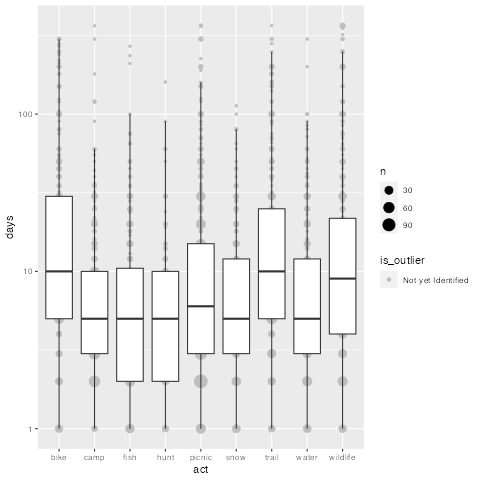 100
10
1
days
bike camp fish hunt picnic snow trail water wildlife
act
n
30
60
90
is_outlier
Not yet Identified